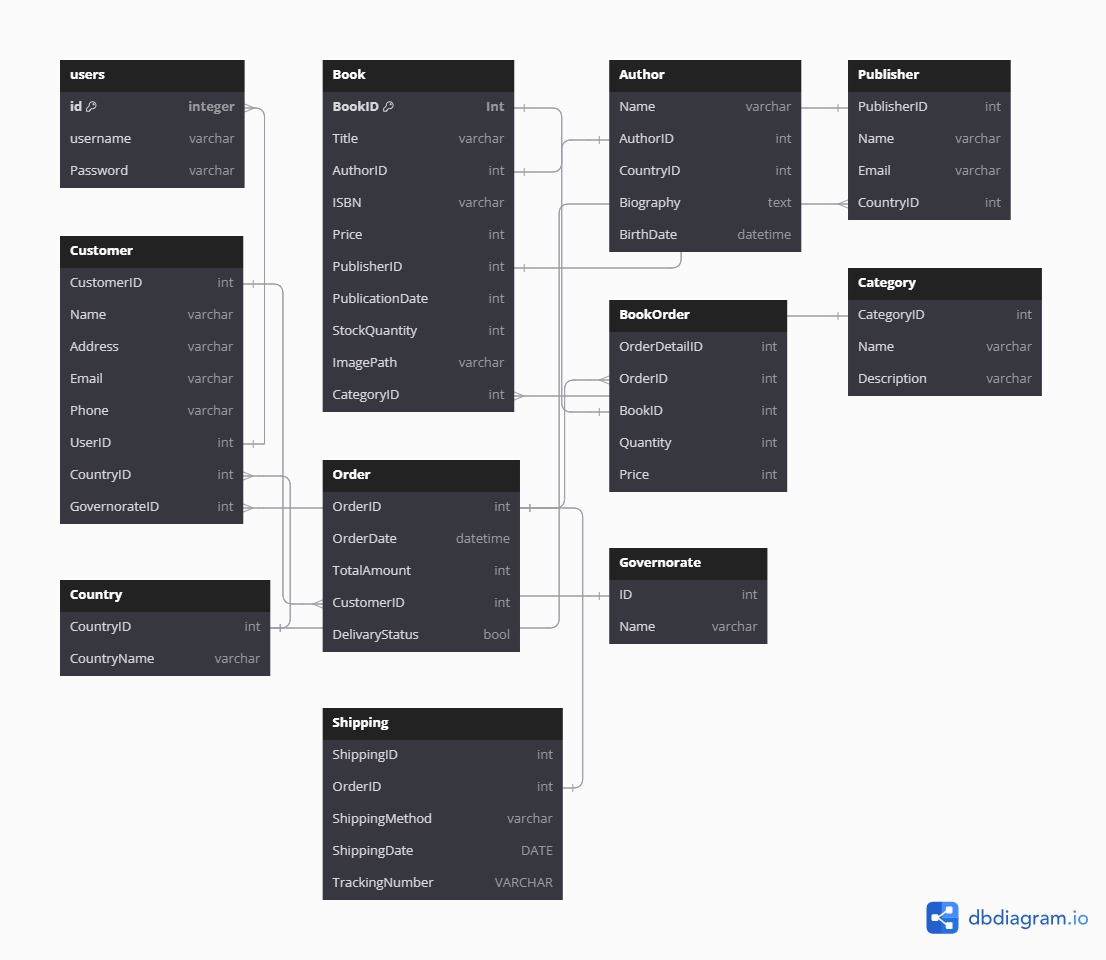 users
id integer
username varchar
Password varchar
Customer
CustomerID int
Name varchar
Address varchar
Email varchar
Phone varchar
UserID int
CountryID int
GovernorateID int
Country
CountryID int
CountryName varchar
Book
BookID Int
Title varchar
AuthorID int
ISBN varchar
Price int
PublisherID int
PublicationDate int
StockQuantity int
ImagePath varchar
CategoryID int
Order
OrderID int
OrderDate datetime
TotalAmount int
CustomerID int
DelivaryStatus bool
Shipping
ShippingID int
OrderID int
ShippingMethod varchar
ShippingDate DATE
TrackingNumber VARCHAR
Author
Name varchar
AuthorID int
CountryID int
Biography text
BirthDate datetime
BookOrder
OrderDetailID int
OrderID int
BookID int
Quantity int
Price int
Governorate
ID int
Name varchar
Publisher
PublisherID int
Name varchar
Email varchar
CountryID int
Category
CategoryID int
Name varchar
Description varchar
dbdiagram.io